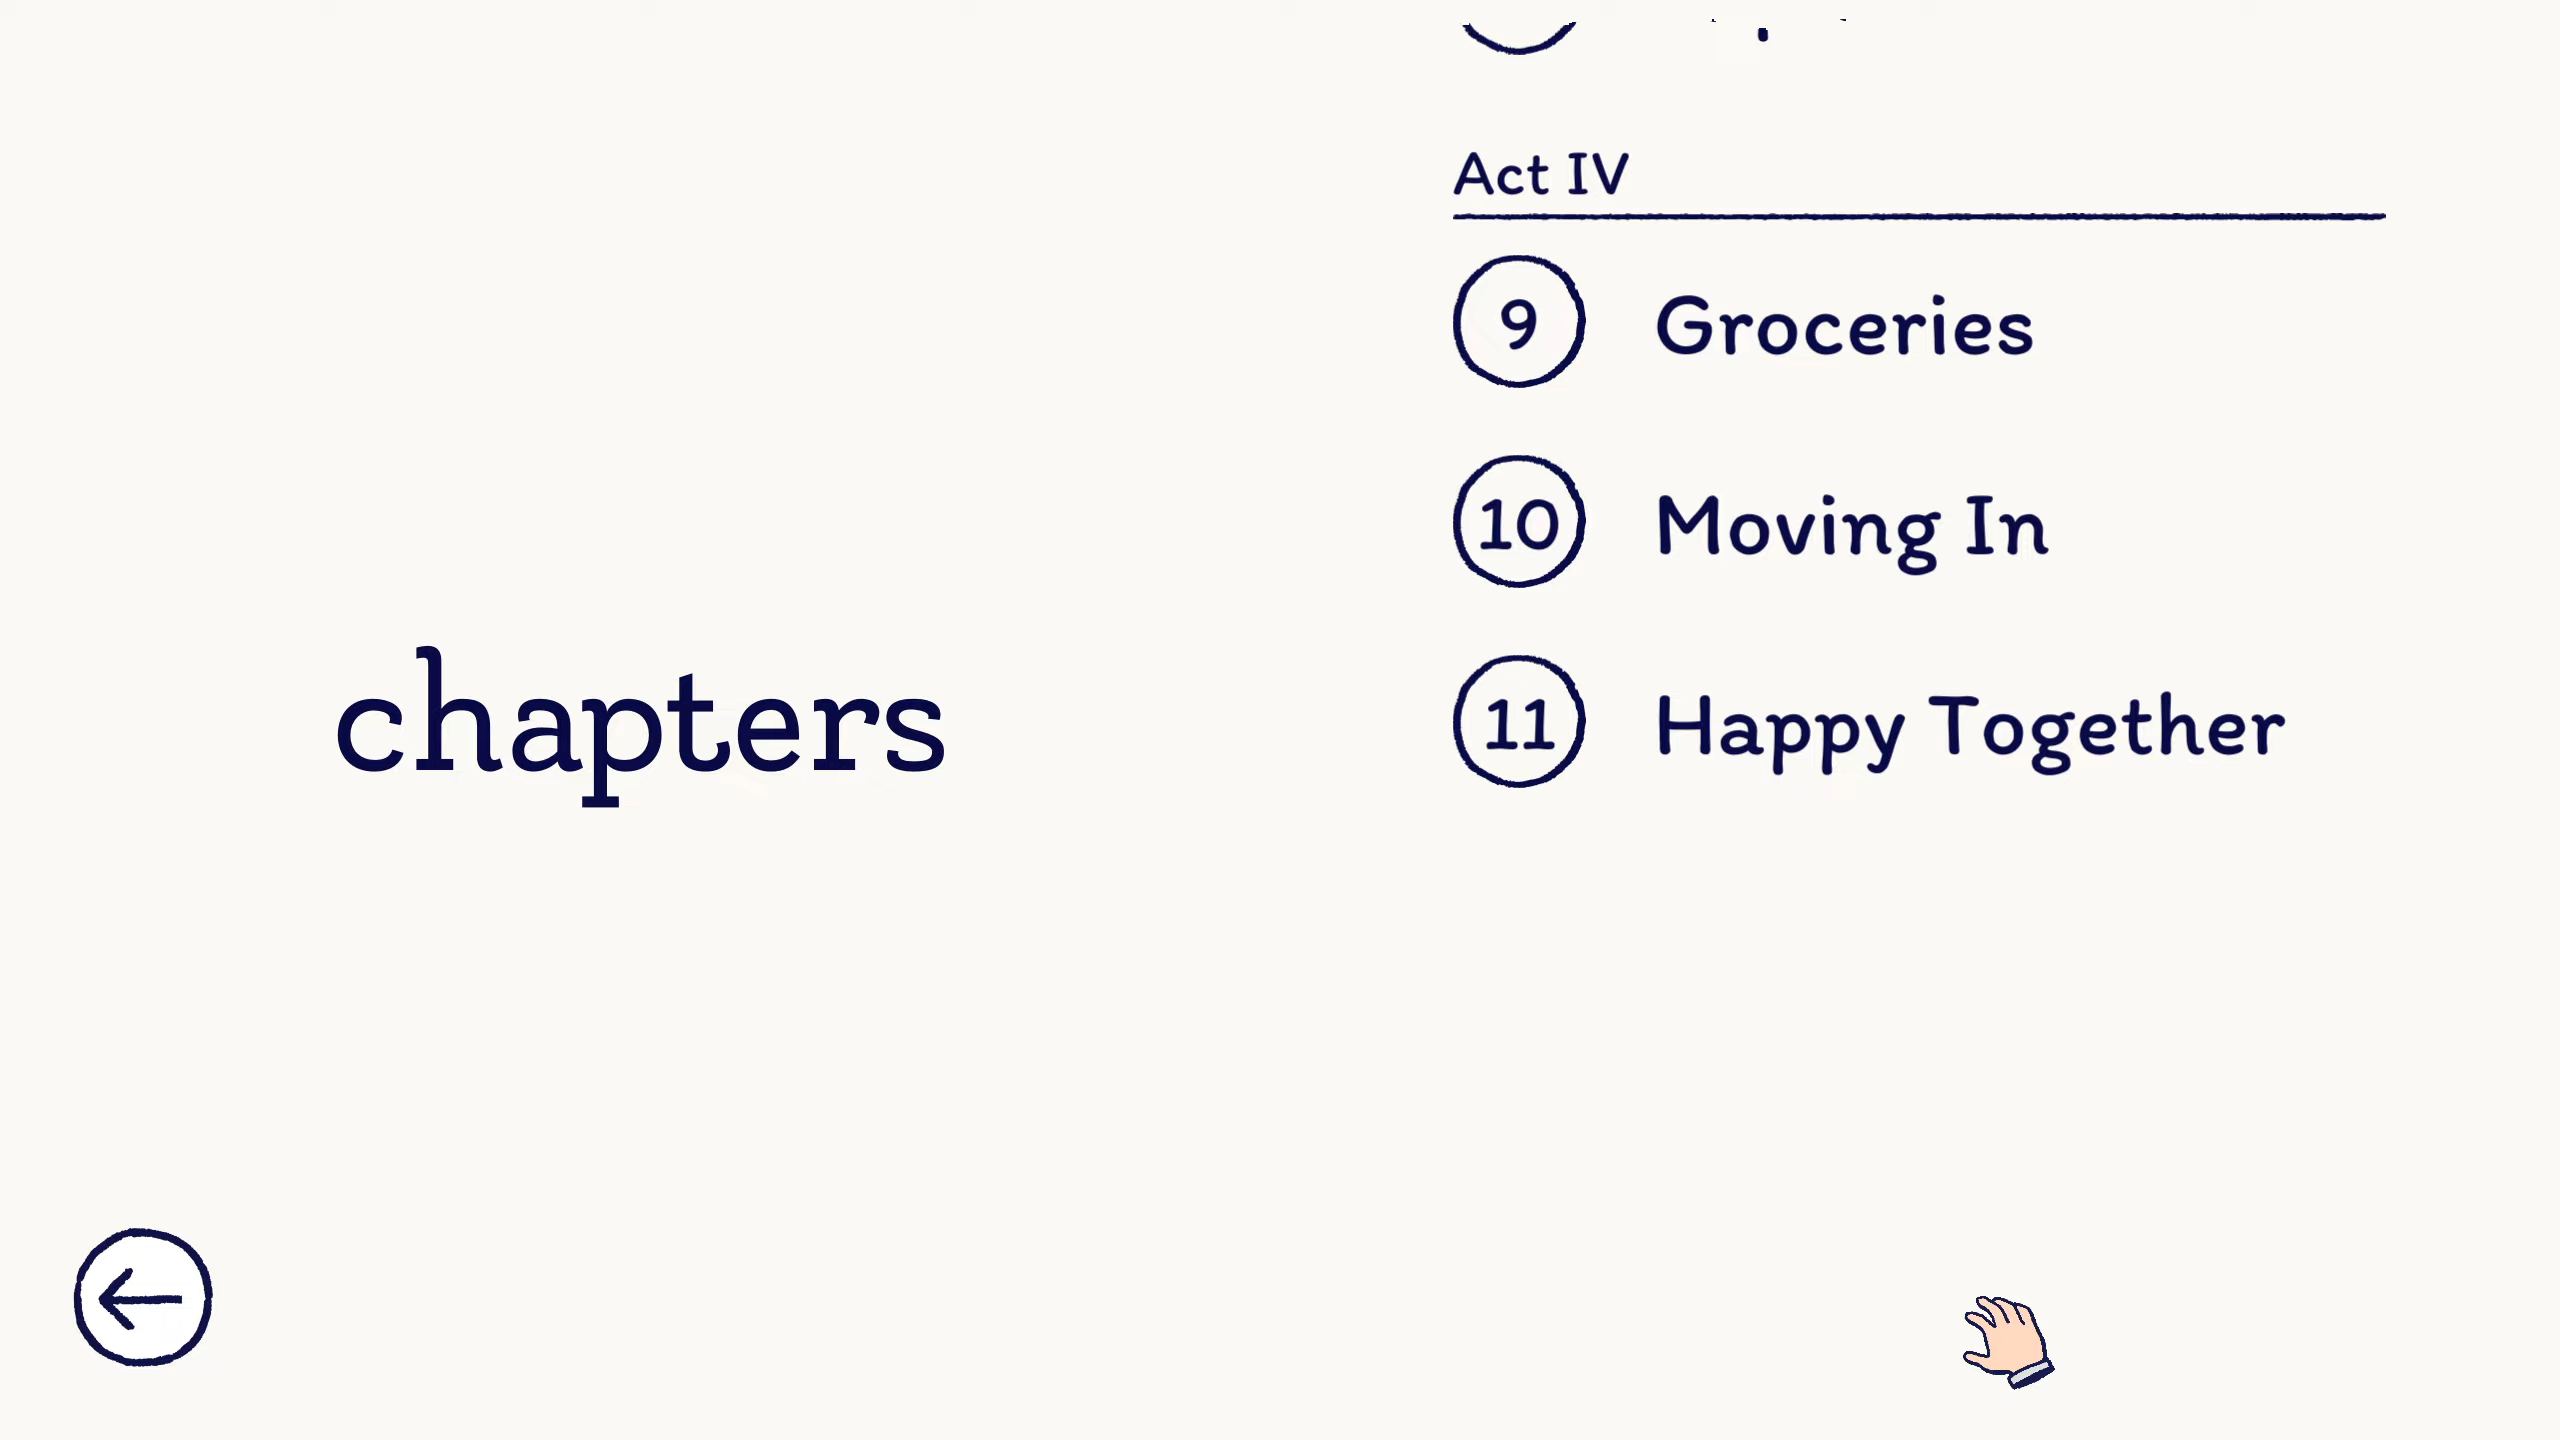 chapters
Act IV
9 Groceries
10 Moving In
11 Happy Together